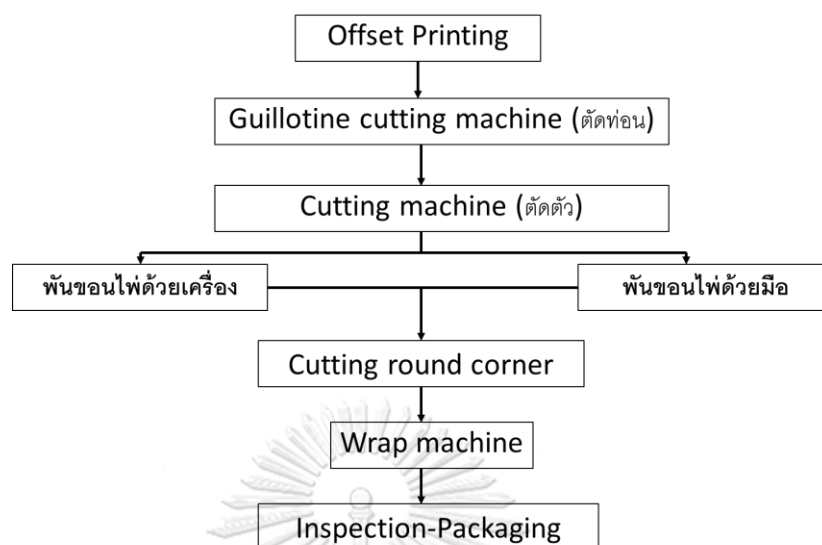 Offset Printing
Guillotine cutting machine (ตัดท่อน)
Cutting machine (ตัดตัว)
พันขอนไพ่ด้วยเครื่อง
พันขอนไพ่ด้วยมือ
Cutting round corner
Wrap machine
Inspection-Packaging